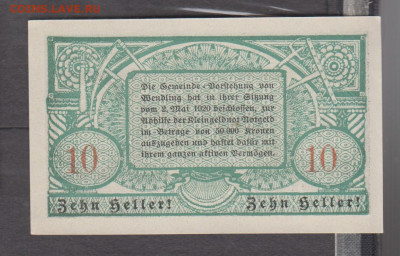 COINS.LAVE.RU
Die Gemeinde-Vorstehung von
Wendling hat in ihrer Sitzung
vom 2. Mai 1920 beschlossen, zur
Abhilfe der Kleingeldnot Notgeld
im Betrage von 50.000 Kronen
auszugeben und haftet dafür mit
ihrem ganzen aktiven Vermögen.
10 10
Zehn Heller! Zehn Heller!